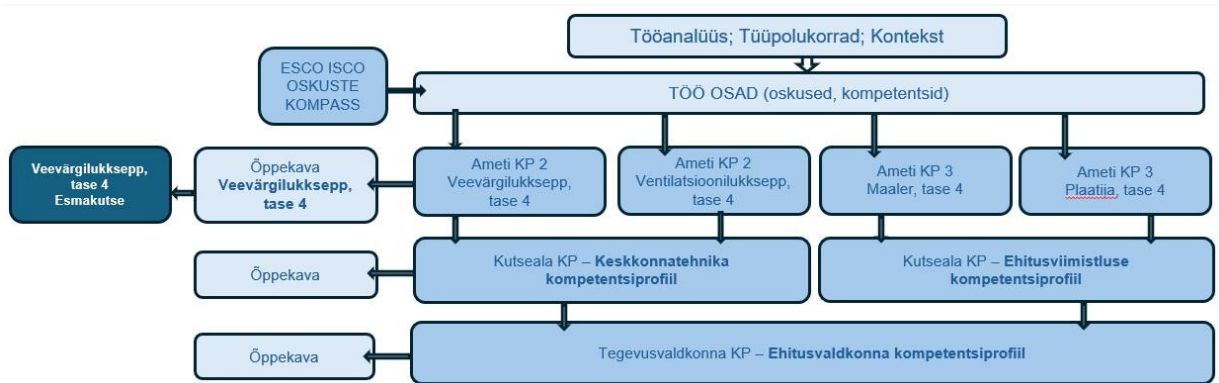 Tööanalüüs; Tüüpolukorrad; Kontekst
ESCO ISCO
OSKUSTE
KOMPASS
TÖÖ OSAD (oskused, kompetentsid)
Veevärgilukksepp,
tase 4
Esmakutse
Õppekava
Veevärgilukksepp,
tase 4
Ameti KP 2
Veevärgilukksepp,
tase 4
Ameti KP 2
Ventilatsioonilukksepp,
tase 4
Ameti KP 3
Maaler, tase 4
Ameti KP 3
Plaatija, tase 4
Õppekava
Kutseala KP – Keskkonnatehnika
kompetentsiprofiil
Kutseala KP – Ehitusviimistluse
kompetentsiprofiil
Õppekava
Tegevusvaldkonna KP – Ehitusvaldkonna kompetentsiprofiil